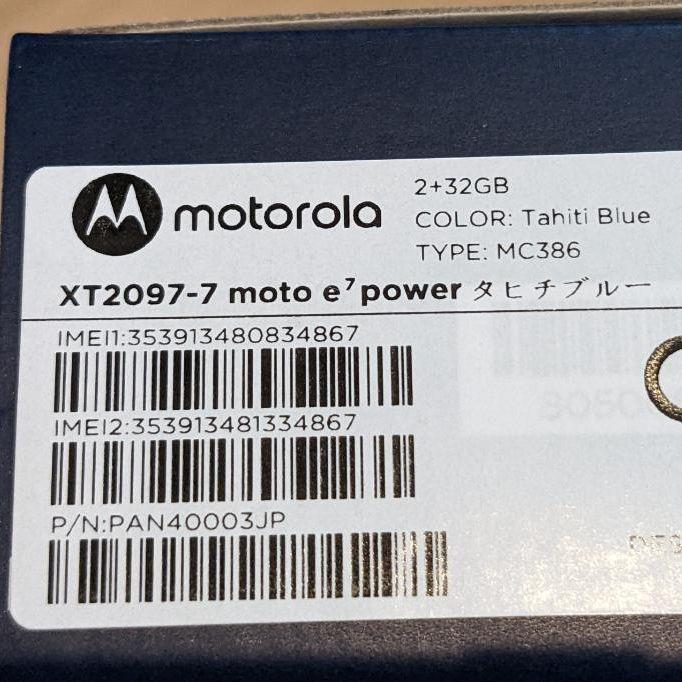 motorola
2+32GB
COLOR: Tahiti Blue
TYPE: MC386
XT2097-7 moto e⁷power タヒチブルー
IMEI1:353913480834867
IMEI2:353913481334867
P/N:PAN40003JP